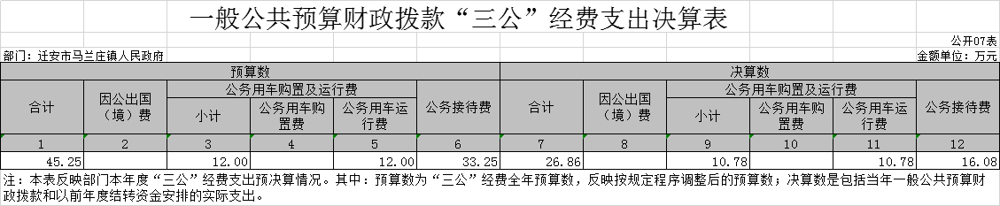 一般公共预算财政拨款“三公”经费支出决算表
公开07表
部门：迁安市马兰庄镇人民政府 金额单位：万元
预算数 决算数
合计 因公出国（境）费 公务用车购置及运行费 公务接待费 合计 因公出国（境）费 公务用车购置及运行费 公务接待费
小计 公务用车购置费 公务用车运行费 小计 公务用车购置费 公务用车运行费
1 2 3 4 5 6 7 8 9 10 11 12
45.25 12.00 12.00 33.25 26.86 10.78 10.78 16.08
注：本表反映部门本年度“三公”经费支出预决算情况。其中：预算数为“三公”经费全年预算数，反映按规定程序调整后的预算数；决算数是包括当年一般公共预算财
政拨款和以前年度结转资金安排的实际支出。